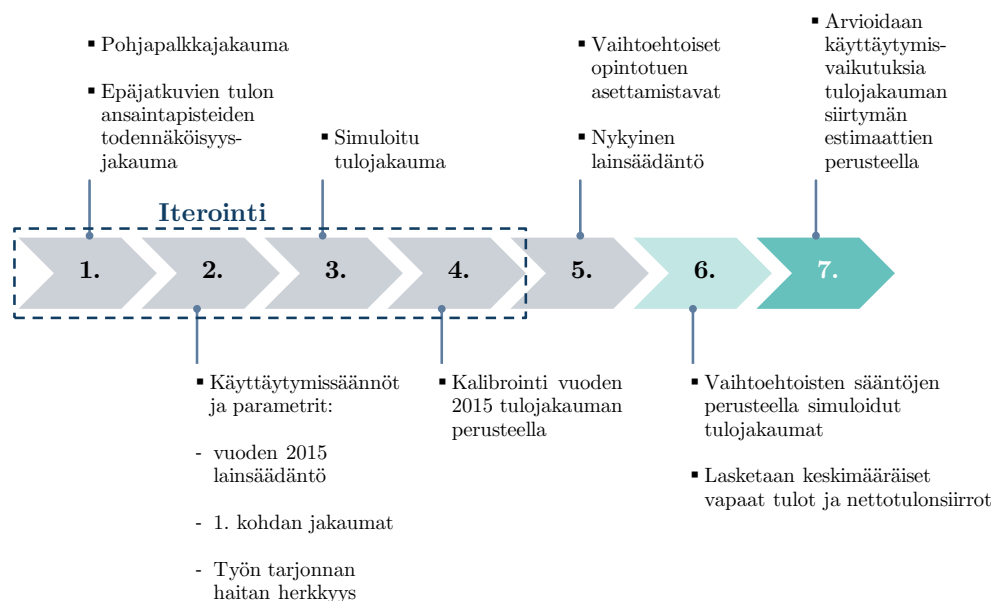 ▪ Pohjapalkkajakauma
▪ Epäjatkuvien tulon
ansaintapisteiden
todennäköisyys-
jakauma
▪ Simuloitu
tulojakauma
▪ Vaihtoehtoiset
opintotuen
asettamistavat
▪ Nykyinen
lainsäädäntö
▪ Arvioidaan
käyttäytymis-
vaikutuksia
tulojakauman
siirtymän
estimaattien
perusteella
Iterointi
1.
2.
3.
4.
5.
6.
7.
▪ Käyttäytymissäännöt
ja parametrit:
- vuoden 2015
lainsäädäntö
- 1. kohdan jakaumat
- Työn tarjonnan
haitan herkkyys
▪ Kalibrointi vuoden
2015 tulojakauman
perusteella
▪ Vaihtoehtoisten sääntöjen
perusteella simuloidut
tulojakaumat
▪ Lasketaan keskimääräiset
vapaat tulot ja nettotulonsiirrot